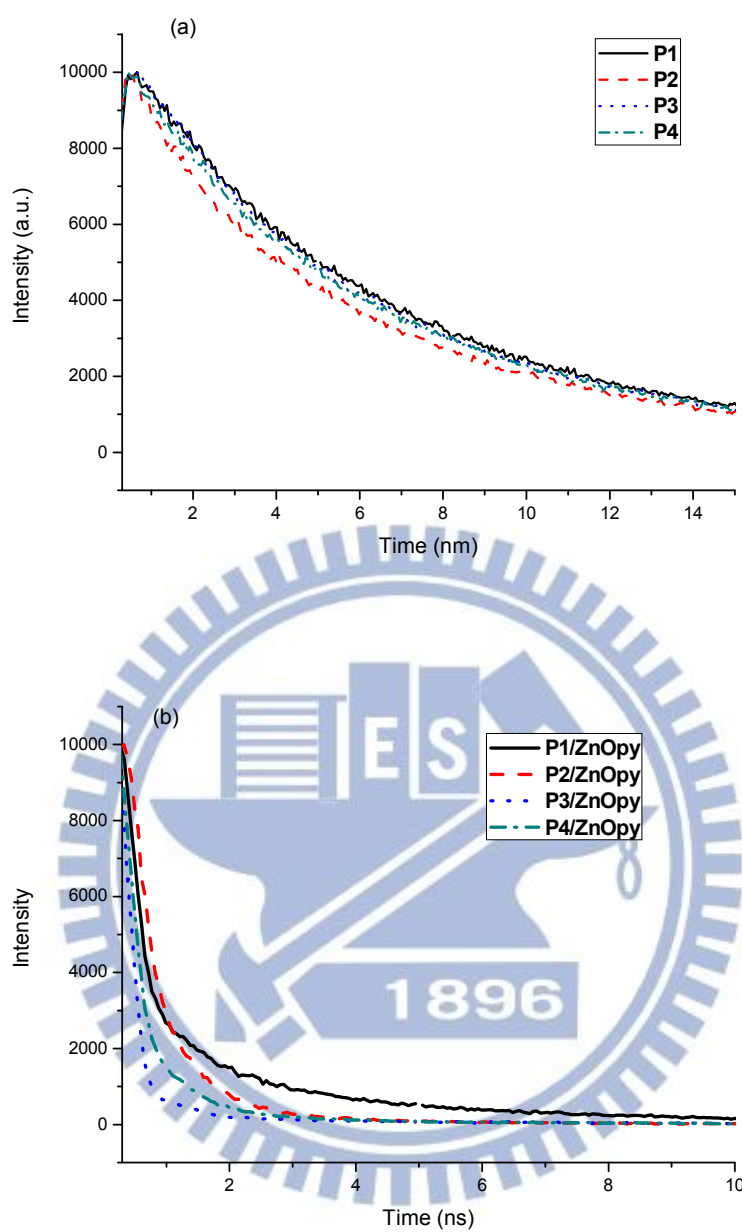 (a)
P1
P2
P3
P4
10000
8000
6000
4000
2000
0
Intensity (a.u.)
2 4 6 8 10 12 14
Time (nm)
(b)
P1/ZnOpy
P2/ZnOpy
P3/ZnOpy
P4/ZnOpy
10000
8000
6000
4000
2000
0
Intensity
ES
1896
2 4 6 8 10
Time (ns)